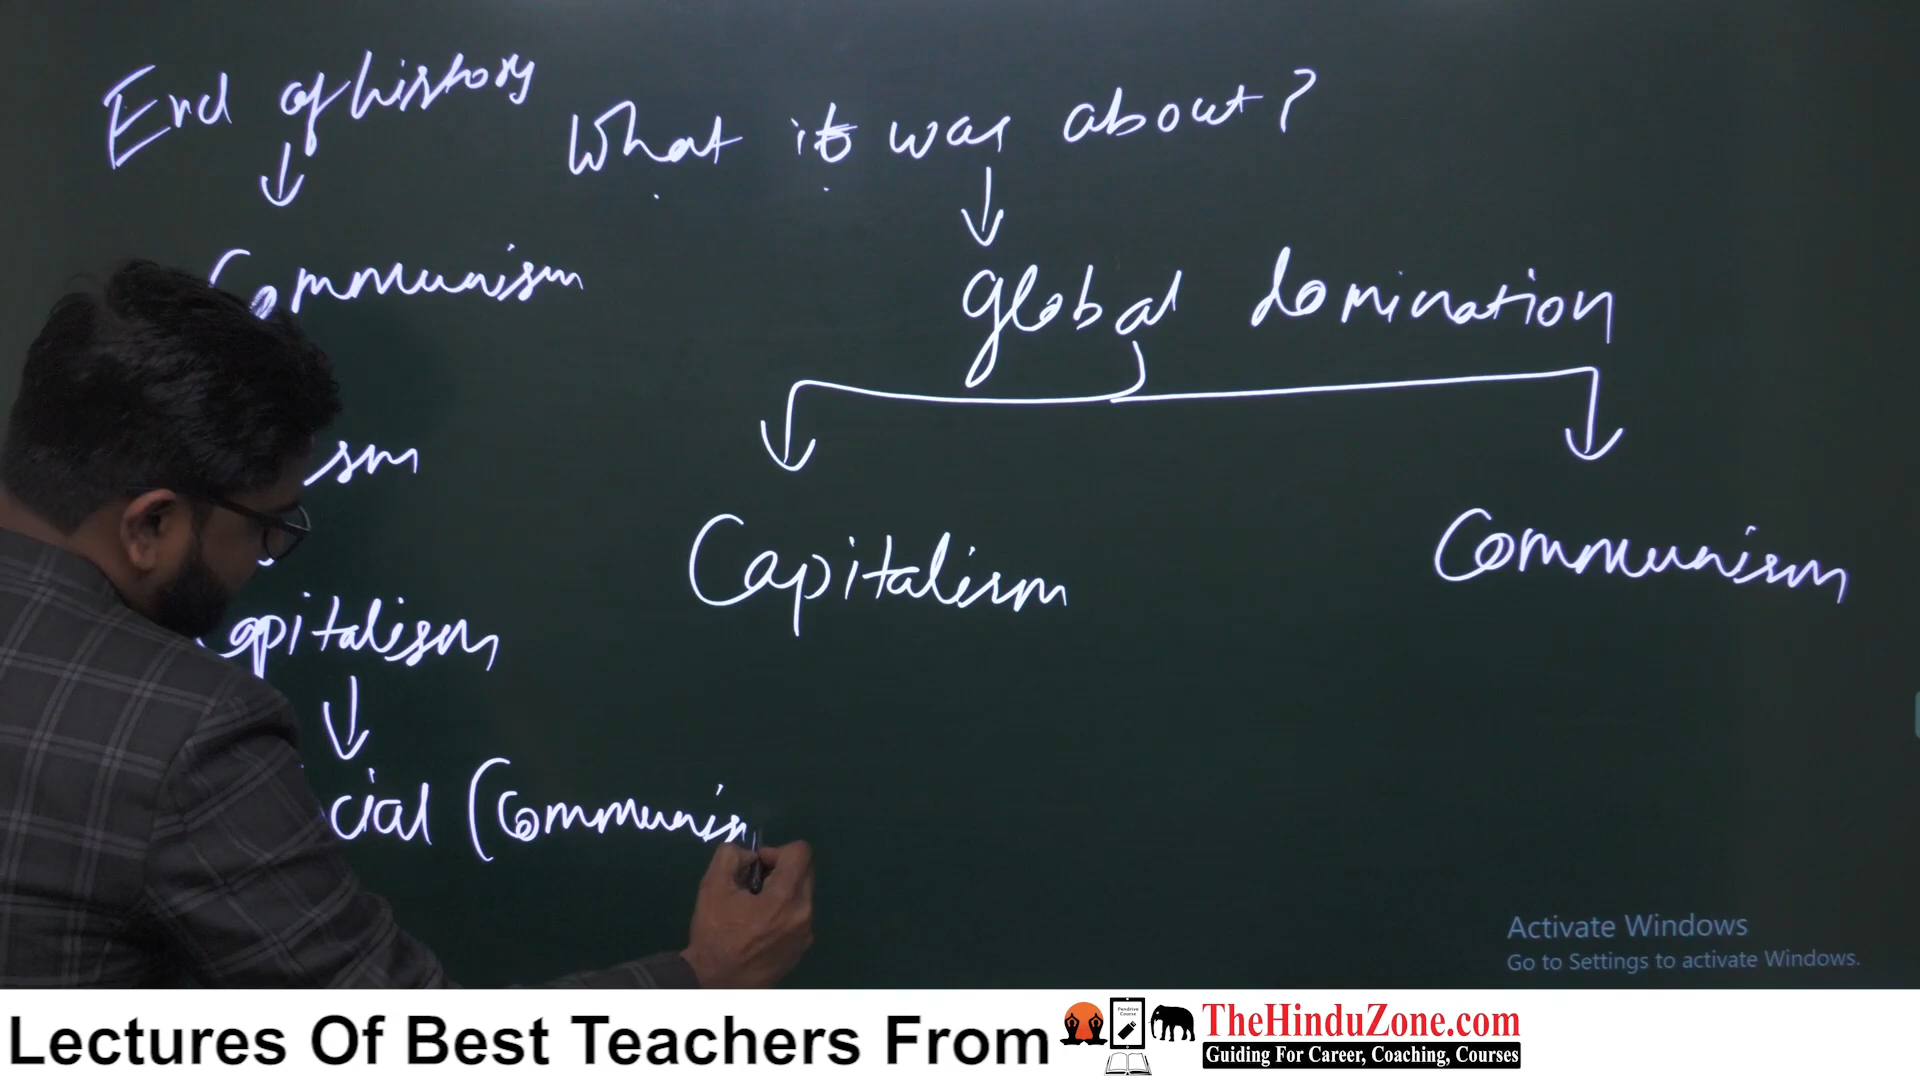 End of history
What it was about?
Communism
global domination
sm
Capitalism
Communism
Capitalism
cial (Communis
Activate Windows
Go to Settings to activate Windows.
Lectures Of Best Teachers From
TheHinduZone.com
Guiding For Career, Coaching, Courses